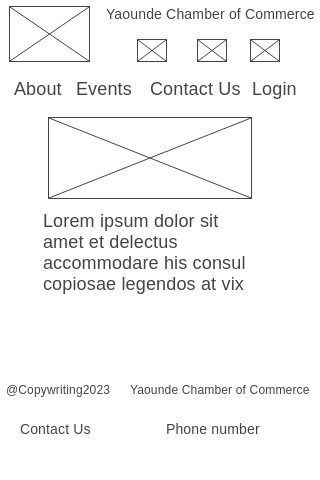 Yaounde Chamber of Commerce
About Events Contact Us Login
Lorem ipsum dolor sit
amet et delectus
accommodare his consul
copiosae legendos at vix
@Copywriting2023 Yaounde Chamber of Commerce
Contact Us Phone number